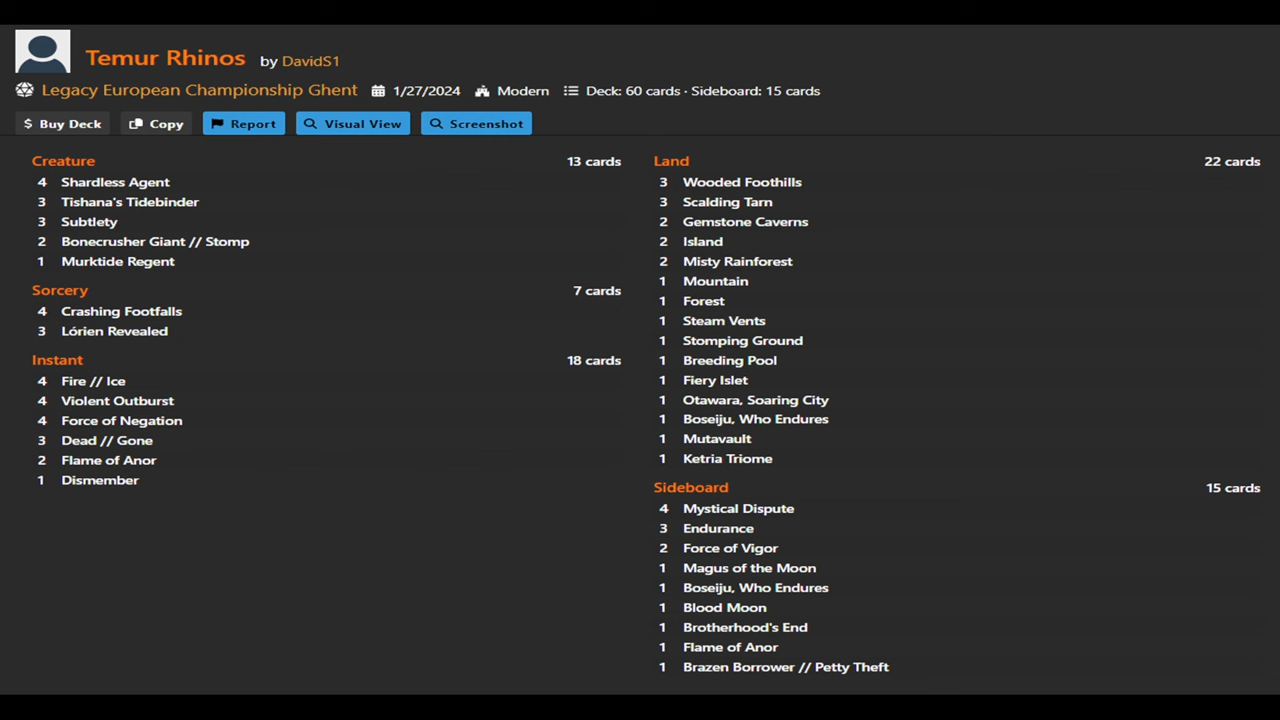 Temur Rhinos by DavidS1
Legacy European Championship Ghent 1/27/2024 Modern Deck: 60 cards · Sideboard: 15 cards
$ Buy Deck Copy Report Visual View Screenshot
Creature 13 cards
4 Shardless Agent
3 Tishana's Tidebinder
3 Subtlety
2 Bonecrusher Giant // Stomp
1 Murktide Regent
Sorcery 7 cards
4 Crashing Footfalls
3 Lórien Revealed
Instant 18 cards
4 Fire // Ice
4 Violent Outburst
4 Force of Negation
3 Dead // Gone
2 Flame of Anor
1 Dismember
Land 22 cards
3 Wooded Foothills
3 Scalding Tarn
2 Gemstone Caverns
2 Island
2 Misty Rainforest
1 Mountain
1 Forest
1 Steam Vents
1 Stomping Ground
1 Breeding Pool
1 Fiery Islet
1 Otawara, Soaring City
1 Boseiju, Who Endures
1 Mutavault
1 Ketria Triome
Sideboard 15 cards
4 Mystical Dispute
3 Endurance
2 Force of Vigor
1 Magus of the Moon
1 Boseiju, Who Endures
1 Blood Moon
1 Brotherhood's End
1 Flame of Anor
1 Brazen Borrower // Petty Theft